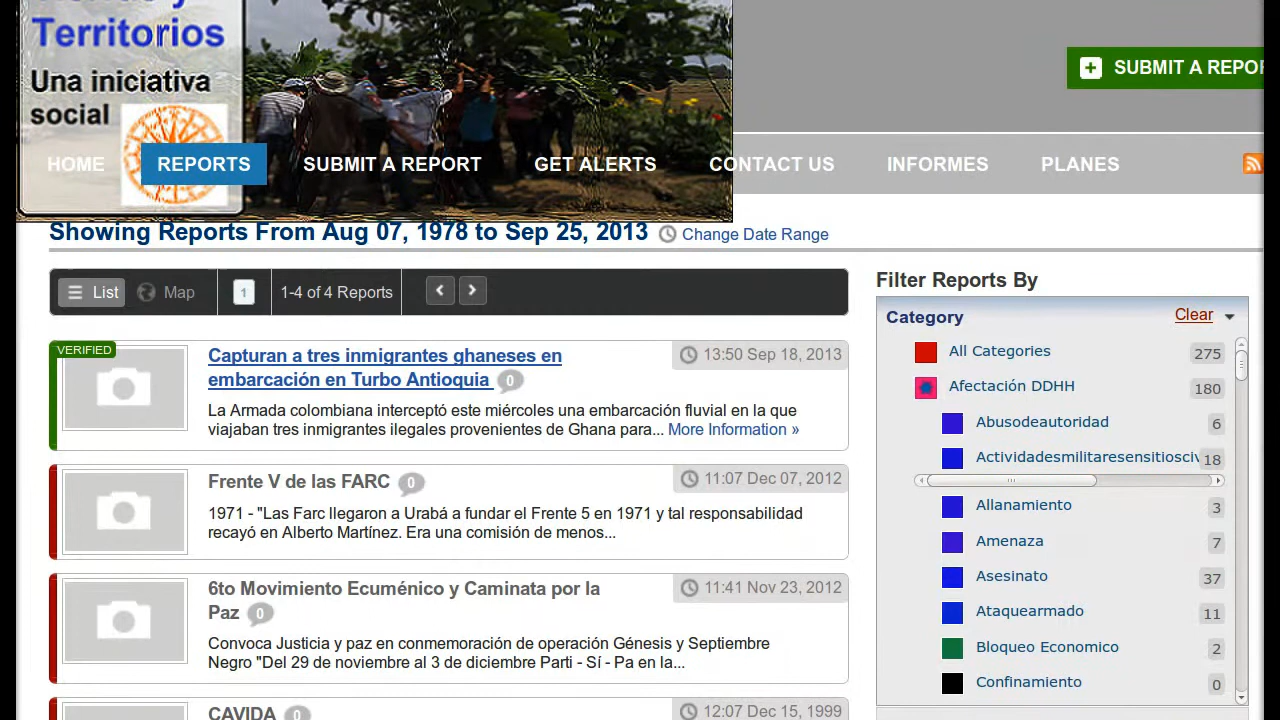 Territorios
Una iniciativa
social
SUBMIT A REPO
HOME
REPORTS
SUBMIT A REPORT
GET ALERTS
CONTACT US
INFORMES
PLANES
Showing Reports From Aug 07, 1978 to Sep 25, 2013
Change Date Range
List
Map
1
1-4 of 4 Reports
Filter Reports By
Category
Clear
All Categories
275
Afectación DDHH
180
Abusodeautoridad
6
Actividadesmilitaresensitiosciv
18
Allanamiento
3
Amenaza
7
Asesinato
37
Ataquearmado
11
Bloqueo Economico
2
Confinamiento
0
VERIFIED
Capturan a tres inmigrantes ghaneses en
embarcación en Turbo Antioquia 0
13:50 Sep 18, 2013
La Armada colombiana interceptó este miércoles una embarcación fluvial en la que
viajaban tres inmigrantes ilegales provenientes de Ghana para... More Information »
Frente V de las FARC 0
11:07 Dec 07, 2012
1971 - "Las Farc llegaron a Urabá a fundar el Frente 5 en 1971 y tal responsabilidad
recayó en Alberto Martínez. Era una comisión de menos...
6to Movimiento Ecuménico y Caminata por la
Paz 0
11:41 Nov 23, 2012
Convoca Justicia y paz en conmemoración de operación Génesis y Septiembre
Negro "Del 29 de noviembre al 3 de diciembre Parti - Sí - Pa en la...
CAVIDA 0
12:07 Dec 15, 1999